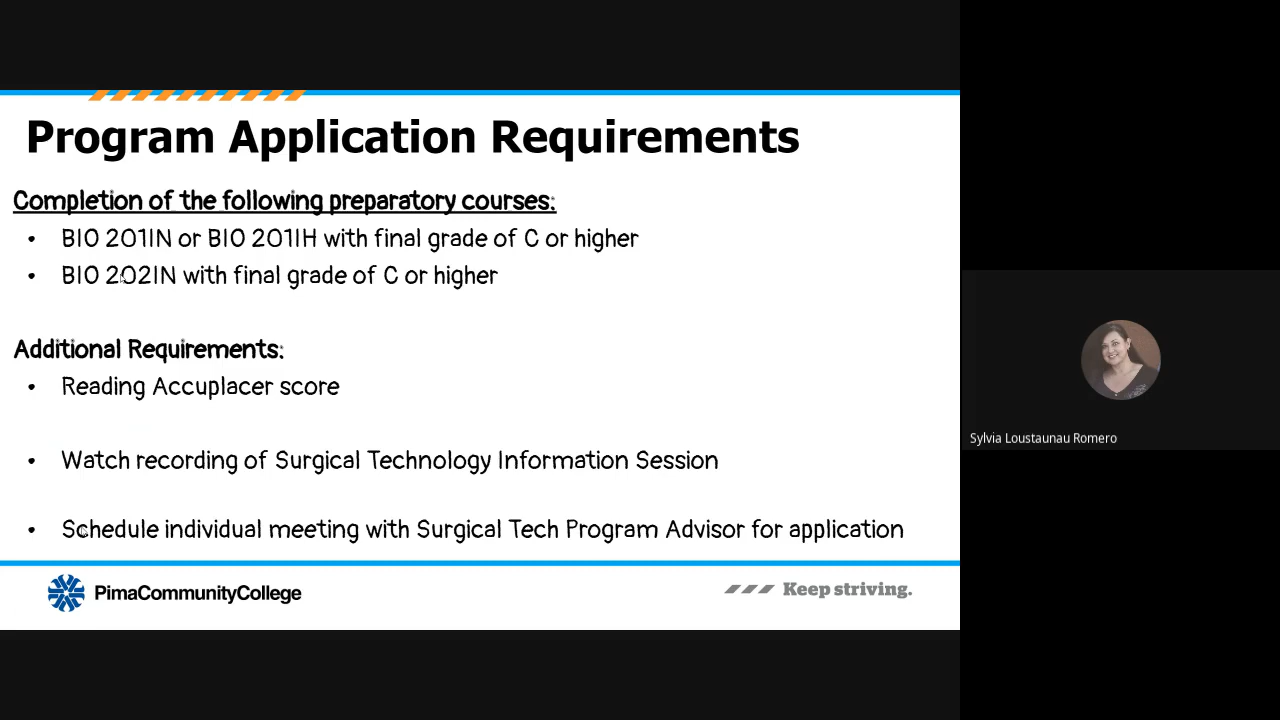 Program Application Requirements
Completion of the following preparatory courses:
• BIO 201IN or BIO 201IH with final grade of C or higher
• BIO 202IN with final grade of C or higher
Additional Requirements:
• Reading Accuplacer score
• Watch recording of Surgical Technology Information Session
• Schedule individual meeting with Surgical Tech Program Advisor for application
PimaCommunityCollege
Keep striving.
Sylvia Loustaunau Romero